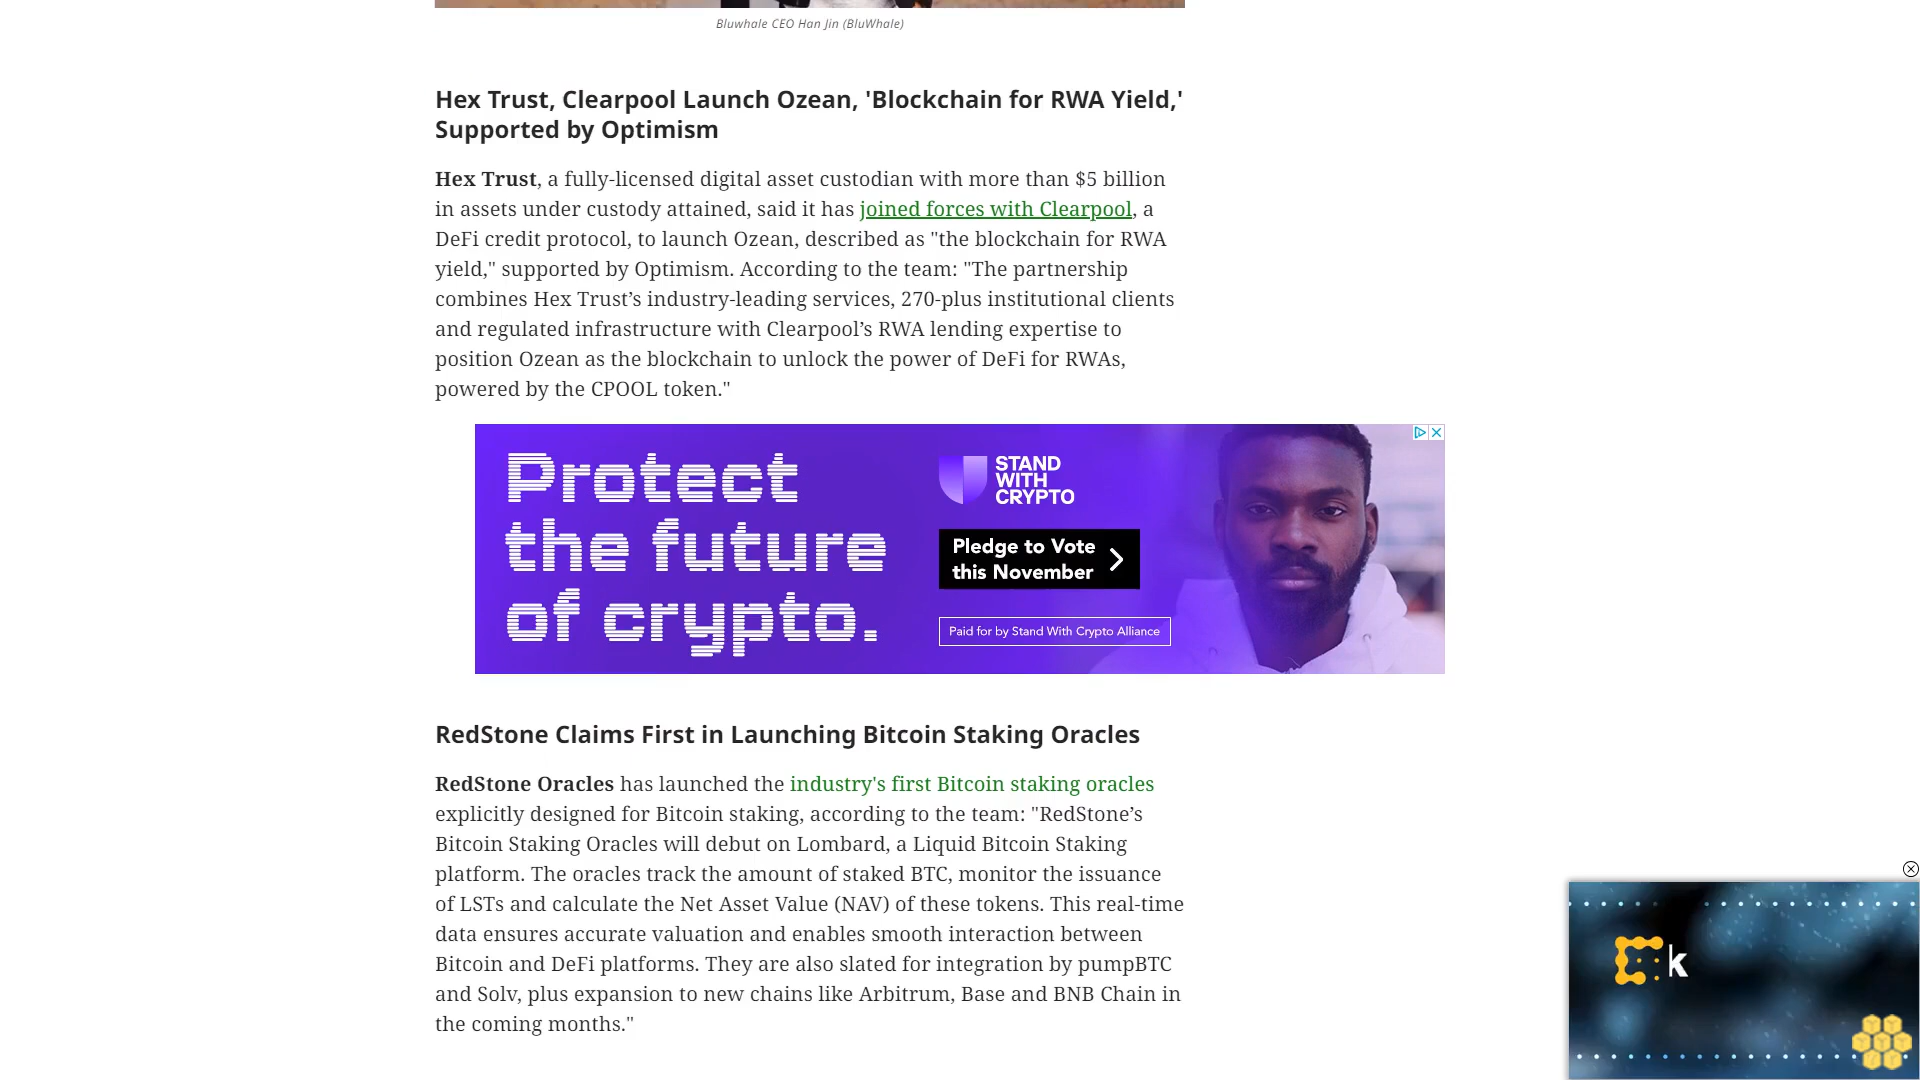 Bluwhale CEO Han Jin (BluWhale)
Hex Trust, Clearpool Launch Ozean, 'Blockchain for RWA Yield,'
Supported by Optimism
Hex Trust, a fully-licensed digital asset custodian with more than $5 billion
in assets under custody attained, said it has joined forces with Clearpool, a
DeFi credit protocol, to launch Ozean, described as "the blockchain for RWA
yield," supported by Optimism. According to the team: "The partnership
combines Hex Trust’s industry-leading services, 270-plus institutional clients
and regulated infrastructure with Clearpool’s RWA lending expertise to
position Ozean as the blockchain to unlock the power of DeFi for RWAs,
powered by the CPOOL token."
Protect
the future
of crypto.
STAND
WITH
CRYPTO
Pledge to Vote
this November
Paid for by Stand With Crypto Alliance
RedStone Claims First in Launching Bitcoin Staking Oracles
RedStone Oracles has launched the industry's first Bitcoin staking oracles
explicitly designed for Bitcoin staking, according to the team: "RedStone’s
Bitcoin Staking Oracles will debut on Lombard, a Liquid Bitcoin Staking
platform. The oracles track the amount of staked BTC, monitor the issuance
of LSTs and calculate the Net Asset Value (NAV) of these tokens. This real-time
data ensures accurate valuation and enables smooth interaction between
Bitcoin and DeFi platforms. They are also slated for integration by pumpBTC
and Solv, plus expansion to new chains like Arbitrum, Base and BNB Chain in
the coming months."
k